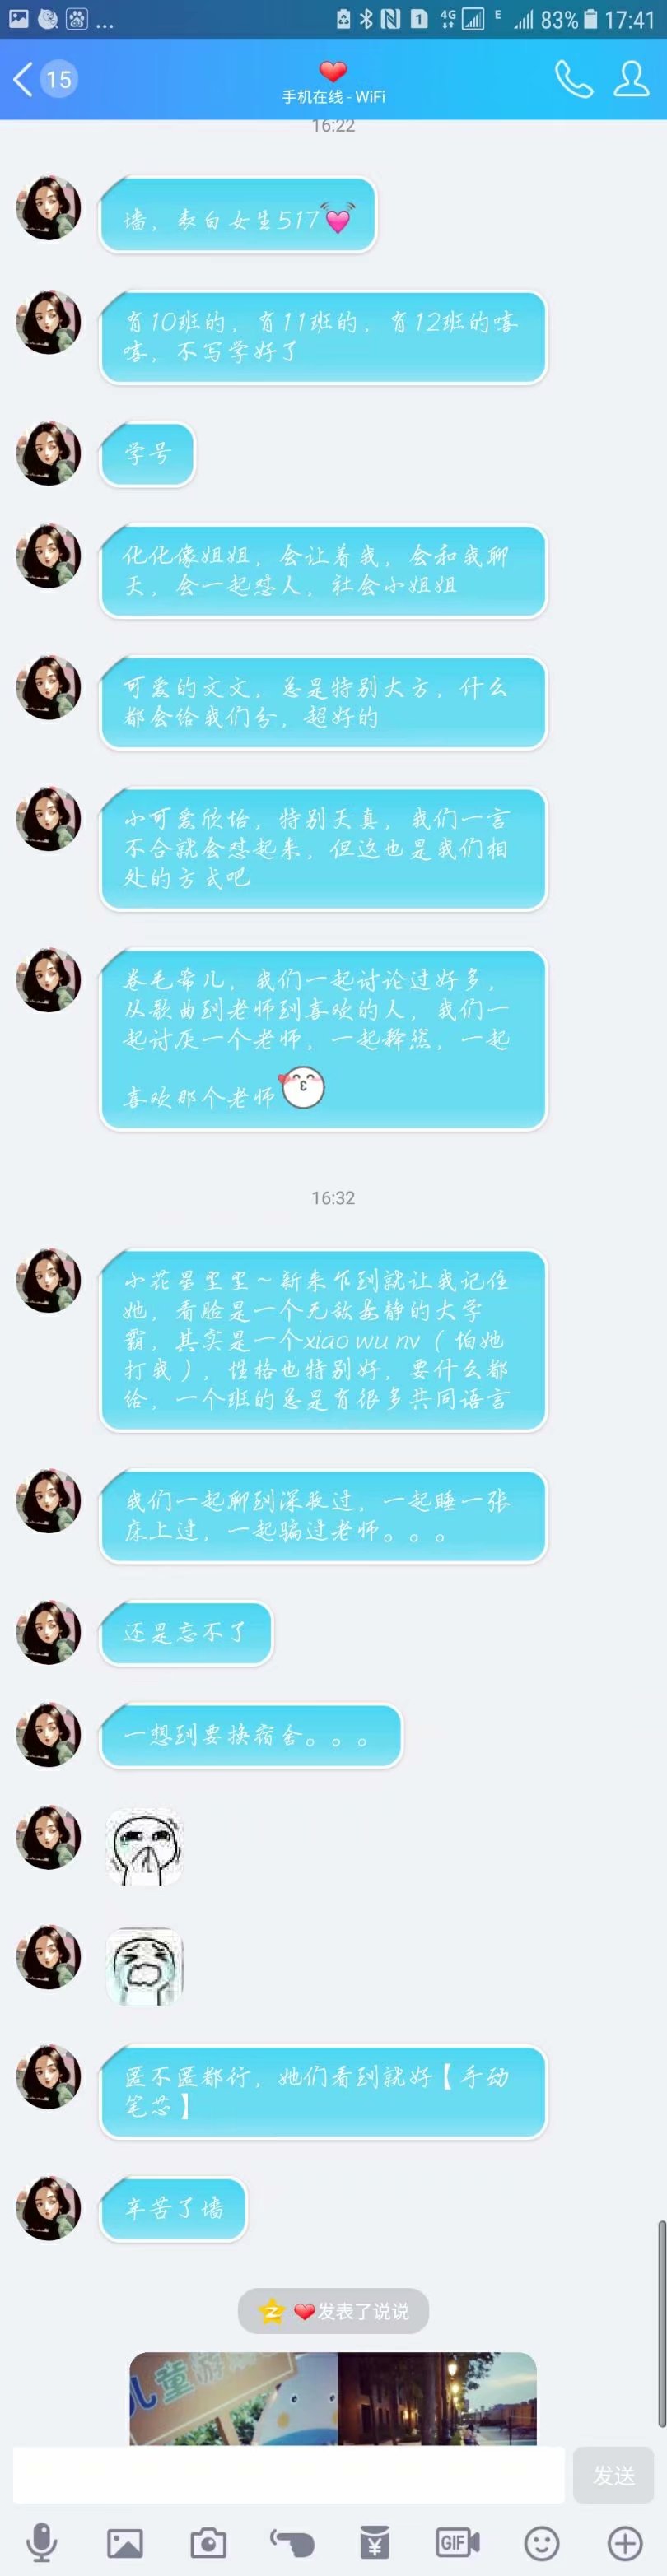 83% 17:41
15
手机在线 - WiFi
16:22
墙，表白女生517
有10班的，有11班的，有12班的嘻
嘻，不写学好了
学号
化化像姐姐，会让着我，会和我聊
天，会一起怼人，社会小姐姐
可爱的文文，总是特别大方，什么
都会给我们分，超好的
小可爱欣怡，特别天真，我们一言
不合就会怼起来，但这也是我们相
处的方式吧
卷毛希儿，我们一起讨论过好多，
从歌曲到老师到喜欢的人，我们一
起讨厌一个老师，一起释然，一起
喜欢那个老师
16:32
小花星里里～新来乍到就让我记住
她，看脸是一个无敌安静的大学
霸，其实是一个xiao wu nv（怕她
打我），性格也特别好，要什么都
给，一个班的总是有很多共同语言
我们一起聊到深夜过，一起睡一张
床上过，一起骗过老师。。。
还是忘不了
一想到要换宿舍。。。
匿不匿都行，她们看到就好【手动
笔芯】
辛苦了墙
发表了说说
儿童游
发送
GIF